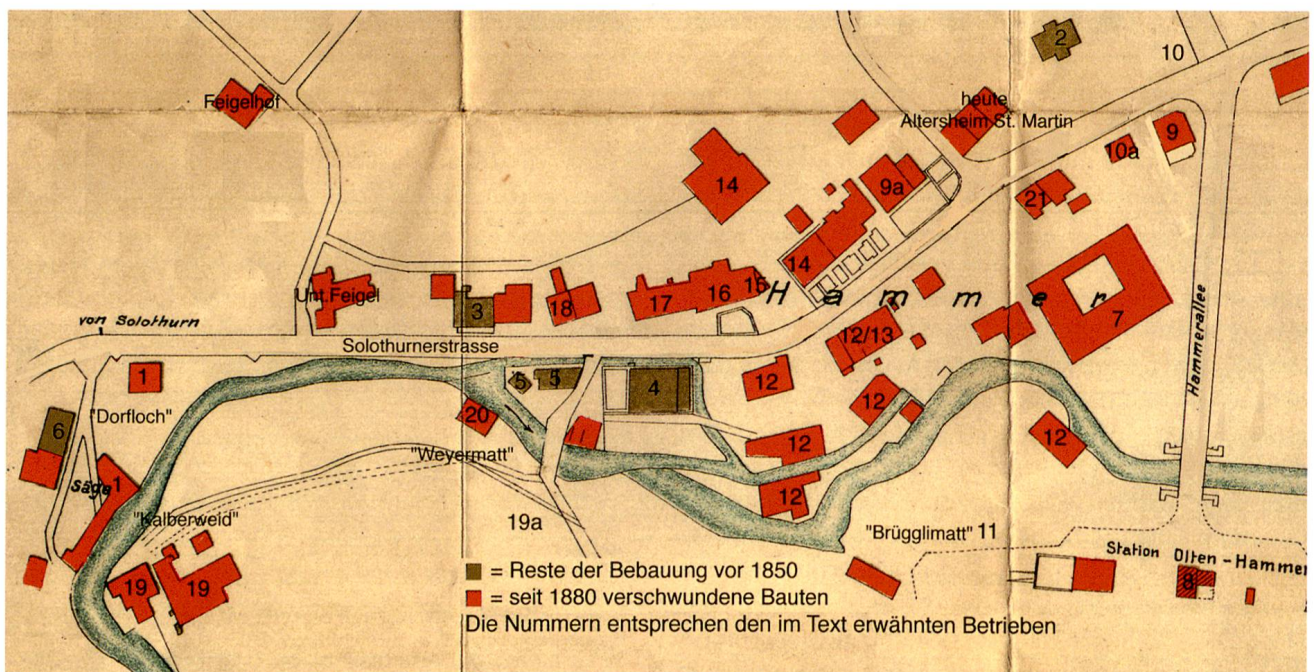 2
10
Feigelhof
heute
Altersheim St. Martin
9
10a
14
9a
21
14
Unt. Feigel
3
18
17
16
15
Hammer
7
von Solothurn
Solothurnerstrasse
12/13
Hammerallee
1
5
5
4
12
"Dorfloch"
20
12
6
11
12
12
"Weyermatt"
Säge
1
12
"Kalberweid"
19a
"Brügglimatt" 11
Station Olten-Hammer
19
19
8
= Reste der Bebauung vor 1850
= seit 1880 verschwundene Bauten
Die Nummern entsprechen den im Text erwähnten Betrieben